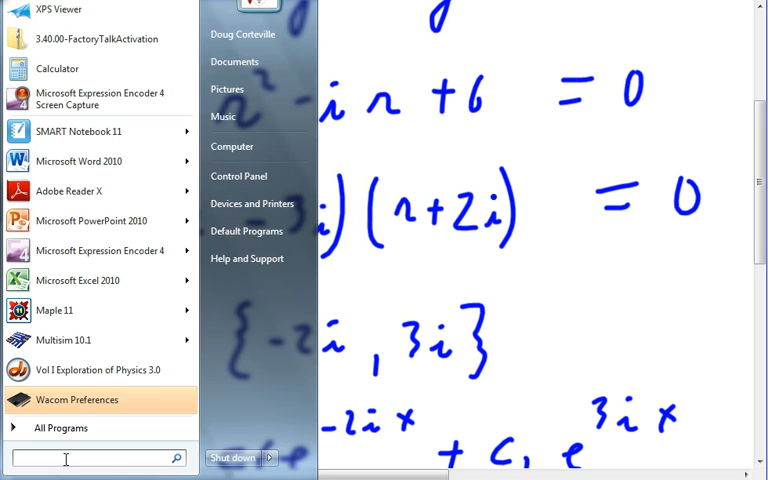 XPS Viewer
3.40.00-FactoryTalkActivation
Calculator
Microsoft Expression Encoder 4
Screen Capture
SMART Notebook 11
Microsoft Word 2010
Adobe Reader X
Microsoft PowerPoint 2010
Microsoft Expression Encoder 4
Microsoft Excel 2010
Maple 11
Multisim 10.1
Vol I Exploration of Physics 3.0
Wacom Preferences
All Programs
Doug Corteville
Documents
Pictures
Music
Computer
Control Panel
Devices and Printers
Default Programs
Help and Support
Shut down
r² - i r + 6 = 0
- 3i) (r + 2i) = 0
{-2i, 3i}
-2ix + c, e^3ix